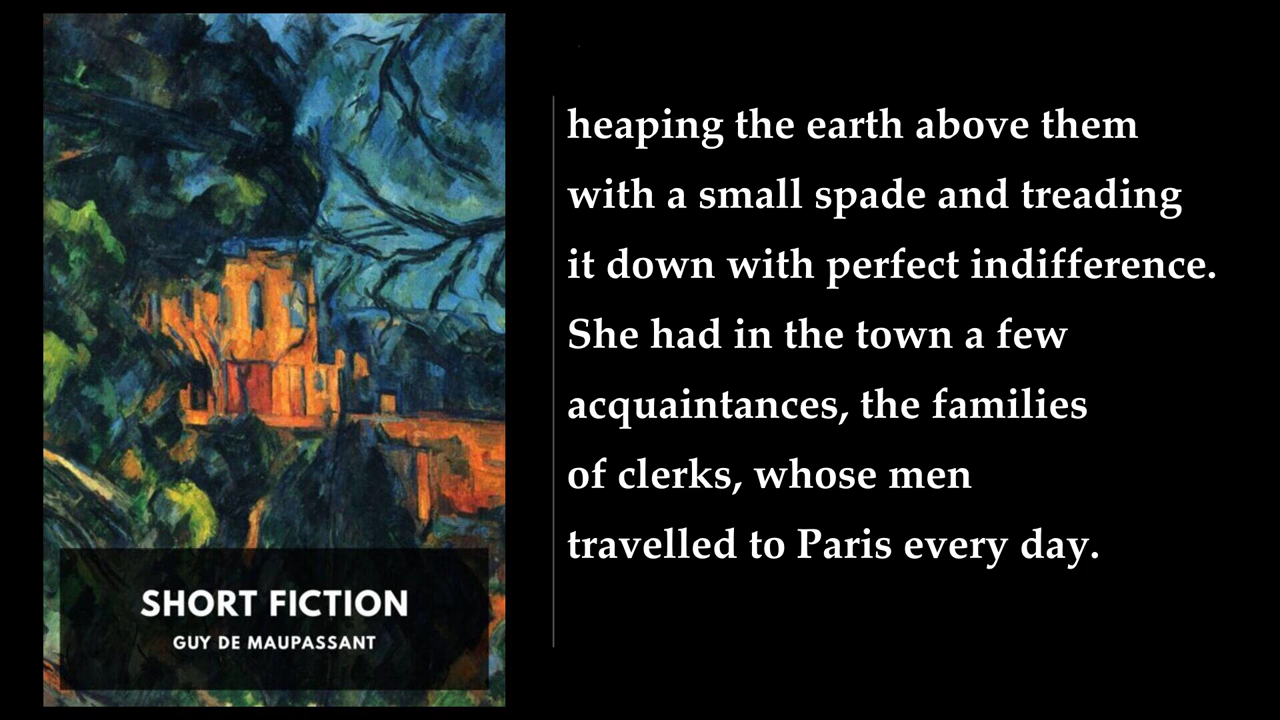 heaping the earth above them
with a small spade and treading
it down with perfect indifference.
She had in the town a few
acquaintances, the families
of clerks, whose men
travelled to Paris every day.
SHORT FICTION
GUY DE MAUPASSANT